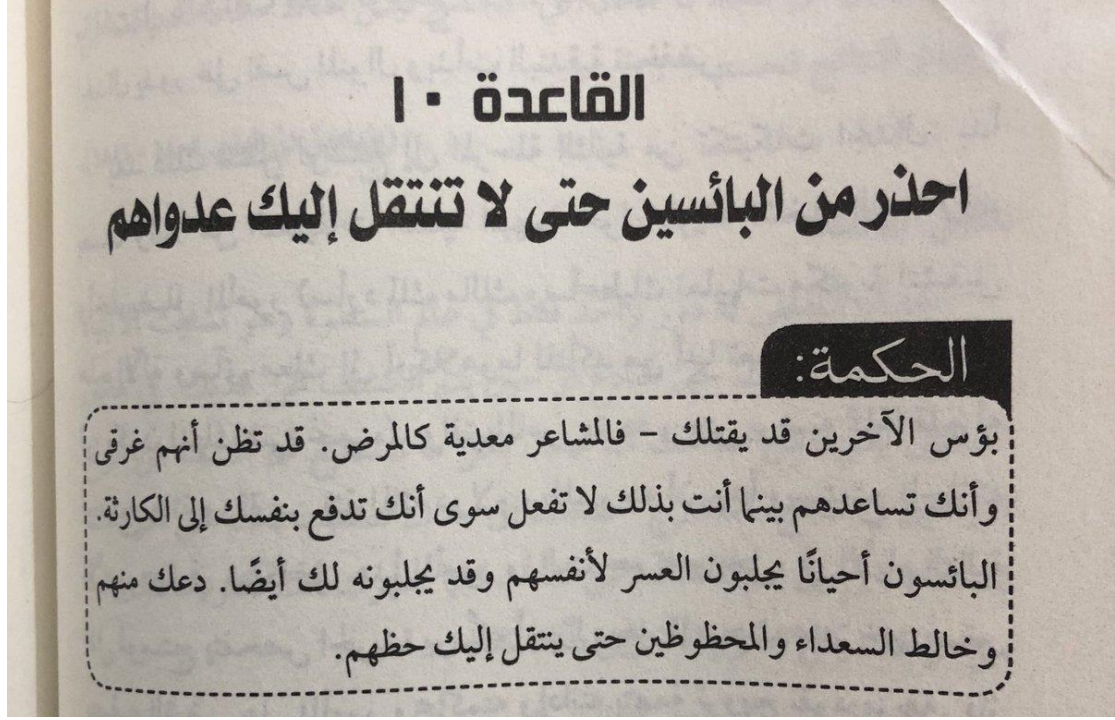 القاعدة ١٠
احذر من البائسين حتى لا تنتقل إليك عدواهم
الحكمة:
بؤس الآخرين قد يقتلك – فالمشاعر معدية كالمرض. قد تظن أنهم غرقى
وأنك تساعدهم بينما أنت بذلك لا تفعل سوى أنك تدفع بنفسك إلى الكارثة.
البائسون أحيانًا يجلبون العسر لأنفسهم وقد يجلبونه لك أيضًا. دعك منهم
وخالط السعداء والمحظوظين حتى ينتقل إليك حظهم.